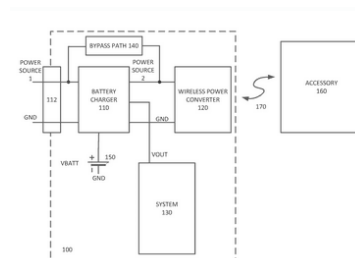 BYPASS PATH 140
POWER
SOURCE
1
POWER
SOURCE
2
112
BATTERY
CHARGER
110
WIRELESS POWER
CONVERTER
120
ACCESSORY
160
170
GND
GND
VBATT
+
150
-
GND
VOUT
SYSTEM
130
100